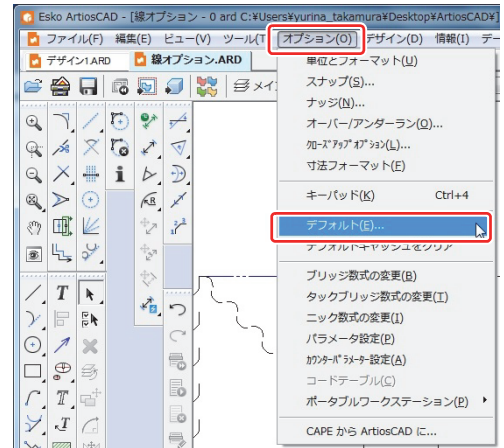 Esko ArtiosCAD - [線オプション - 0 ard C:¥Users¥yurina_takamura¥Desktop¥ArtiosCAD¥]
ファイル(F) 編集(E) ビュー(V) ツール(T オプション(O) デザイン(D) 情報(I) デー
デザイン1.ARD 線オプション.ARD
メイ
単位とフォーマット(U)
スナップ(S)...
ナッジ(N)...
オーバー/アンダーラン(O)...
クローズアップオプション(L)...
寸法フォーマット(F)
キーパッド(K) Ctrl+4
デフォルト(E)...
デフォルトキャッシュをクリア
ブリッジ数式の変更(B)
タックブリッジ数式の変更(T)
ニック数式の変更(I)
パラメータ設定(P)
カウンターパラメーター設定(A)
コードテーブル(C)
ポータブルワークステーション(P)
CAPE から ArtiosCAD に...